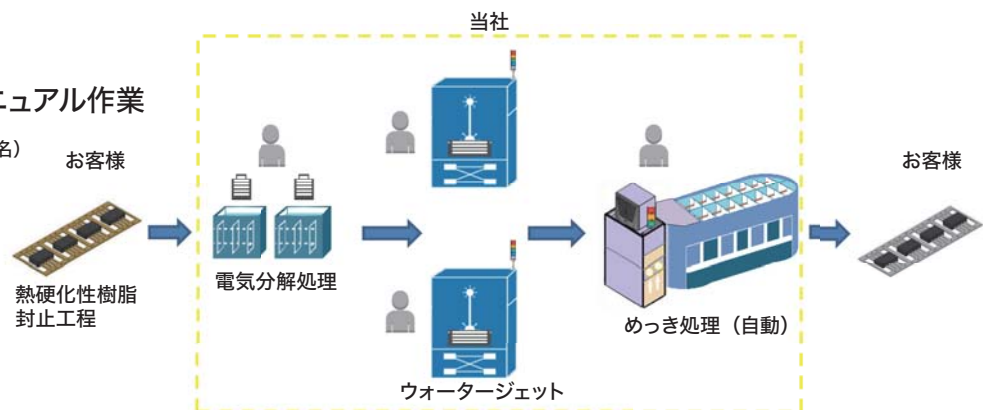 当社
ニュアル作業
名）
お客様
お客様
電気分解処理
熱硬化性樹脂
封止工程
めっき処理（自動）
ウォータージェット